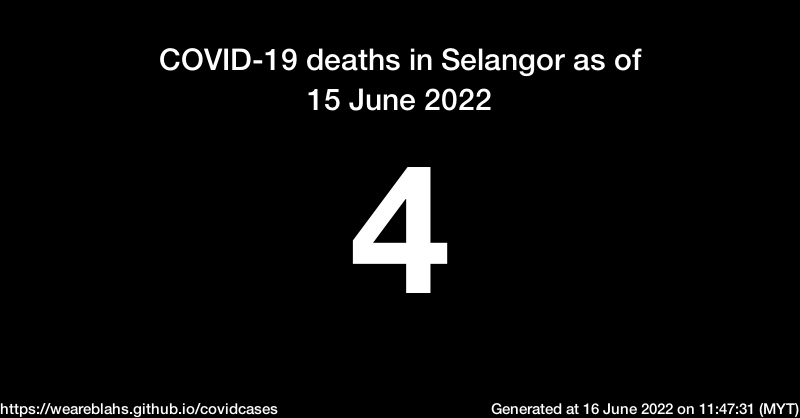 COVID-19 deaths in Selangor as of
15 June 2022
4
https://weareblahs.github.io/covidcases
Generated at 16 June 2022 on 11:47:31 (MYT)